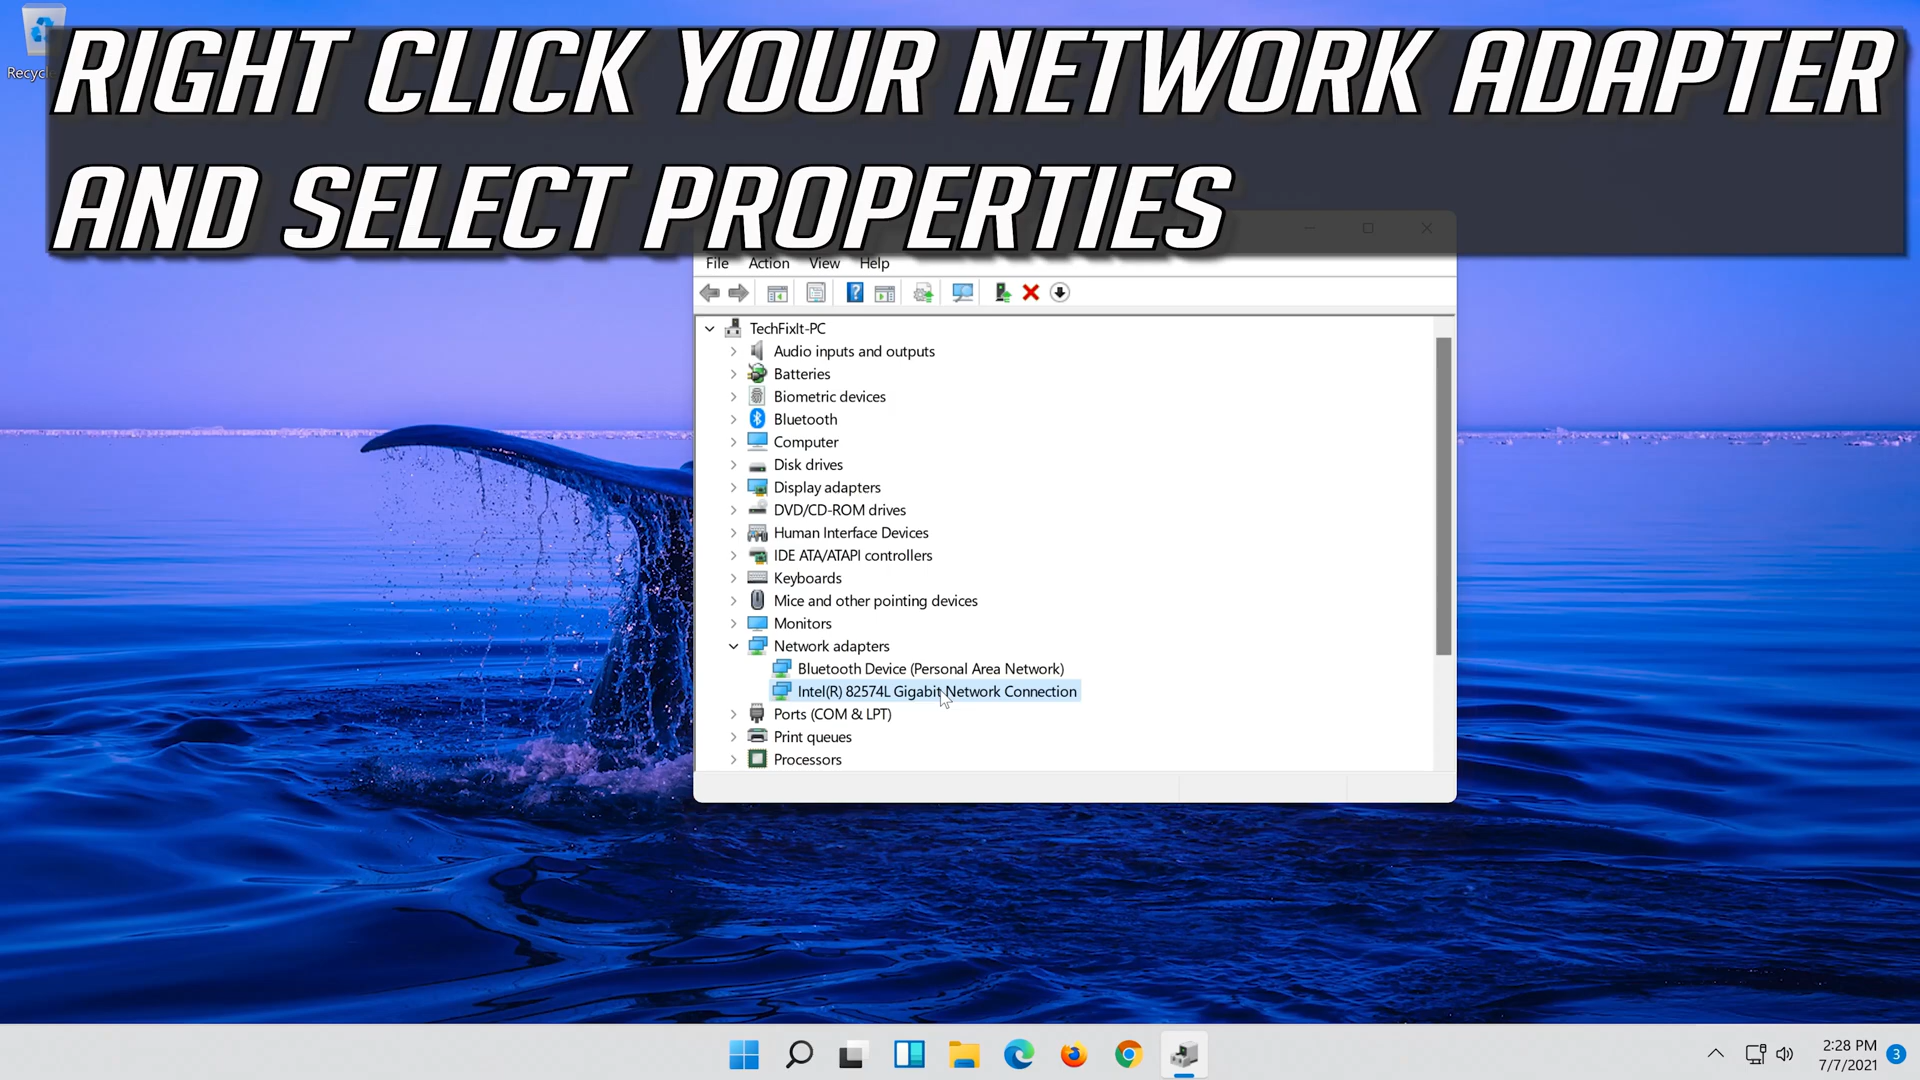 RIGHT CLICK YOUR NETWORK ADAPTER
AND SELECT PROPERTIES
File Action View Help
TechFixIt-PC
Audio inputs and outputs
Batteries
Biometric devices
Bluetooth
Computer
Disk drives
Display adapters
DVD/CD-ROM drives
Human Interface Devices
IDE ATA/ATAPI controllers
Keyboards
Mice and other pointing devices
Monitors
Network adapters
Bluetooth Device (Personal Area Network)
Intel(R) 82574L Gigabit Network Connection
Ports (COM & LPT)
Print queues
Processors
2:28 PM
7/7/2021
3